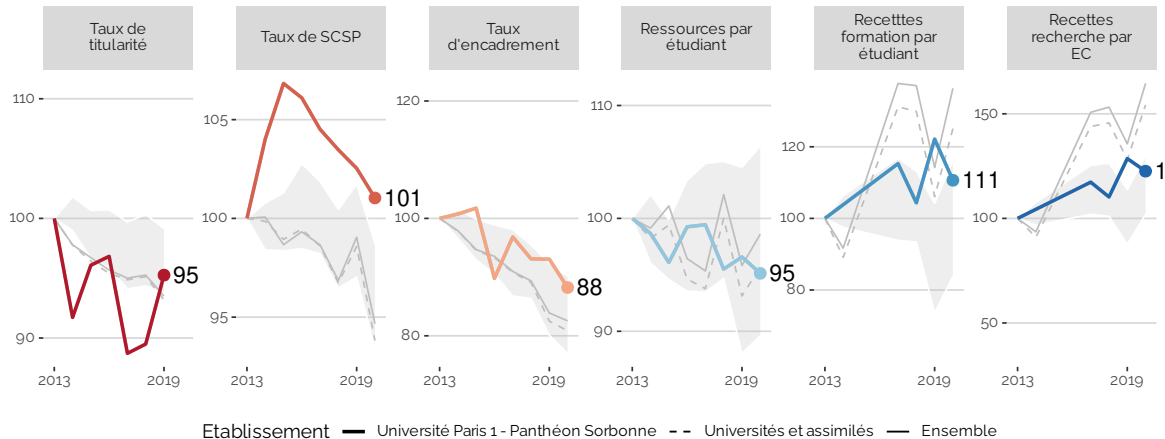 Taux de
titularité
Taux de SCSP
Taux
d'encadrement
Ressources par
étudiant
Recetttes
formation par
étudiant
Recettes
recherche par
EC
110
100
90
95
2013
2019
105
100
95
101
2013
2019
120
100
80
88
2013
2019
110
100
90
95
2013
2019
120
100
80
111
2013
2019
150
100
50
1
2013
2019
Etablissement
Université Paris 1 - Panthéon Sorbonne
Universités et assimilés
Ensemble